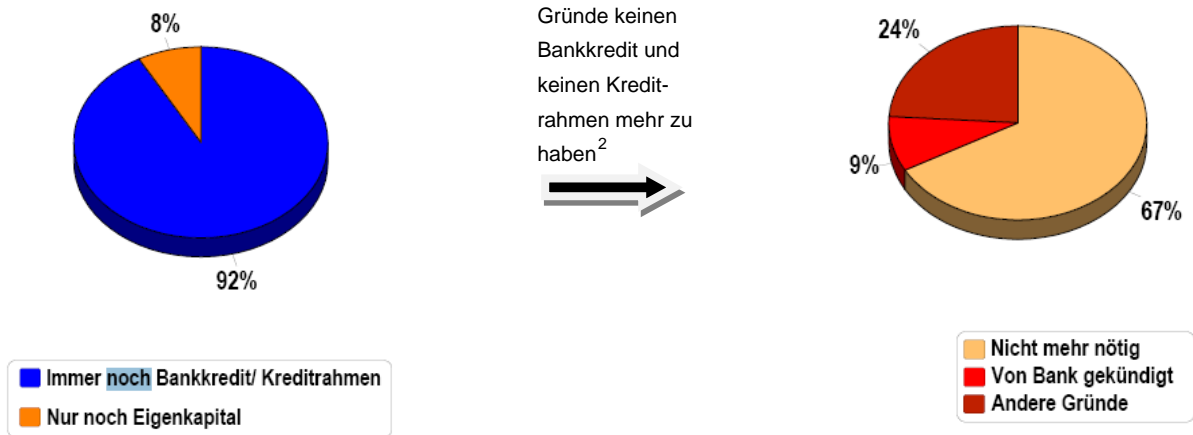 8%
92%
Immer noch Bankkredit/ Kreditrahmen
Nur noch Eigenkapital
Gründe keinen
Bankkredit und
keinen Kredit-
rahmen mehr zu
haben2
24%
9%
67%
Nicht mehr nötig
Von Bank gekündigt
Andere Gründe